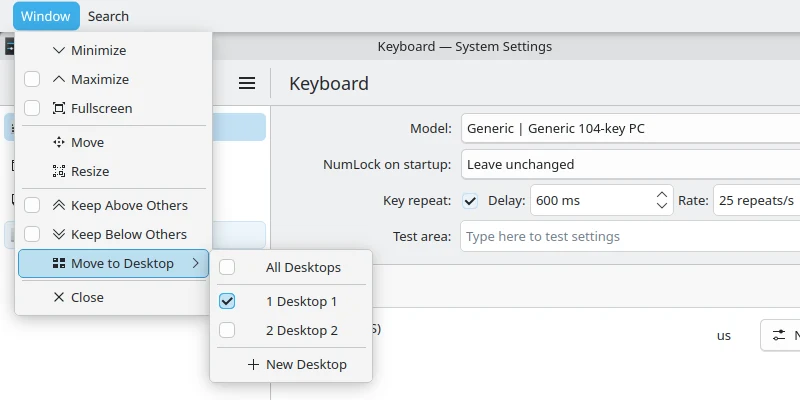 Window Search
Keyboard — System Settings
Minimize
Maximize
Fullscreen
Move
Resize
Keep Above Others
Keep Below Others
Move to Desktop
Close
All Desktops
1 Desktop 1
2 Desktop 2
New Desktop
Keyboard
Model: Generic | Generic 104-key PC
NumLock on startup: Leave unchanged
Key repeat: Delay: 600 ms Rate: 25 repeats/s
Test area: Type here to test settings
us